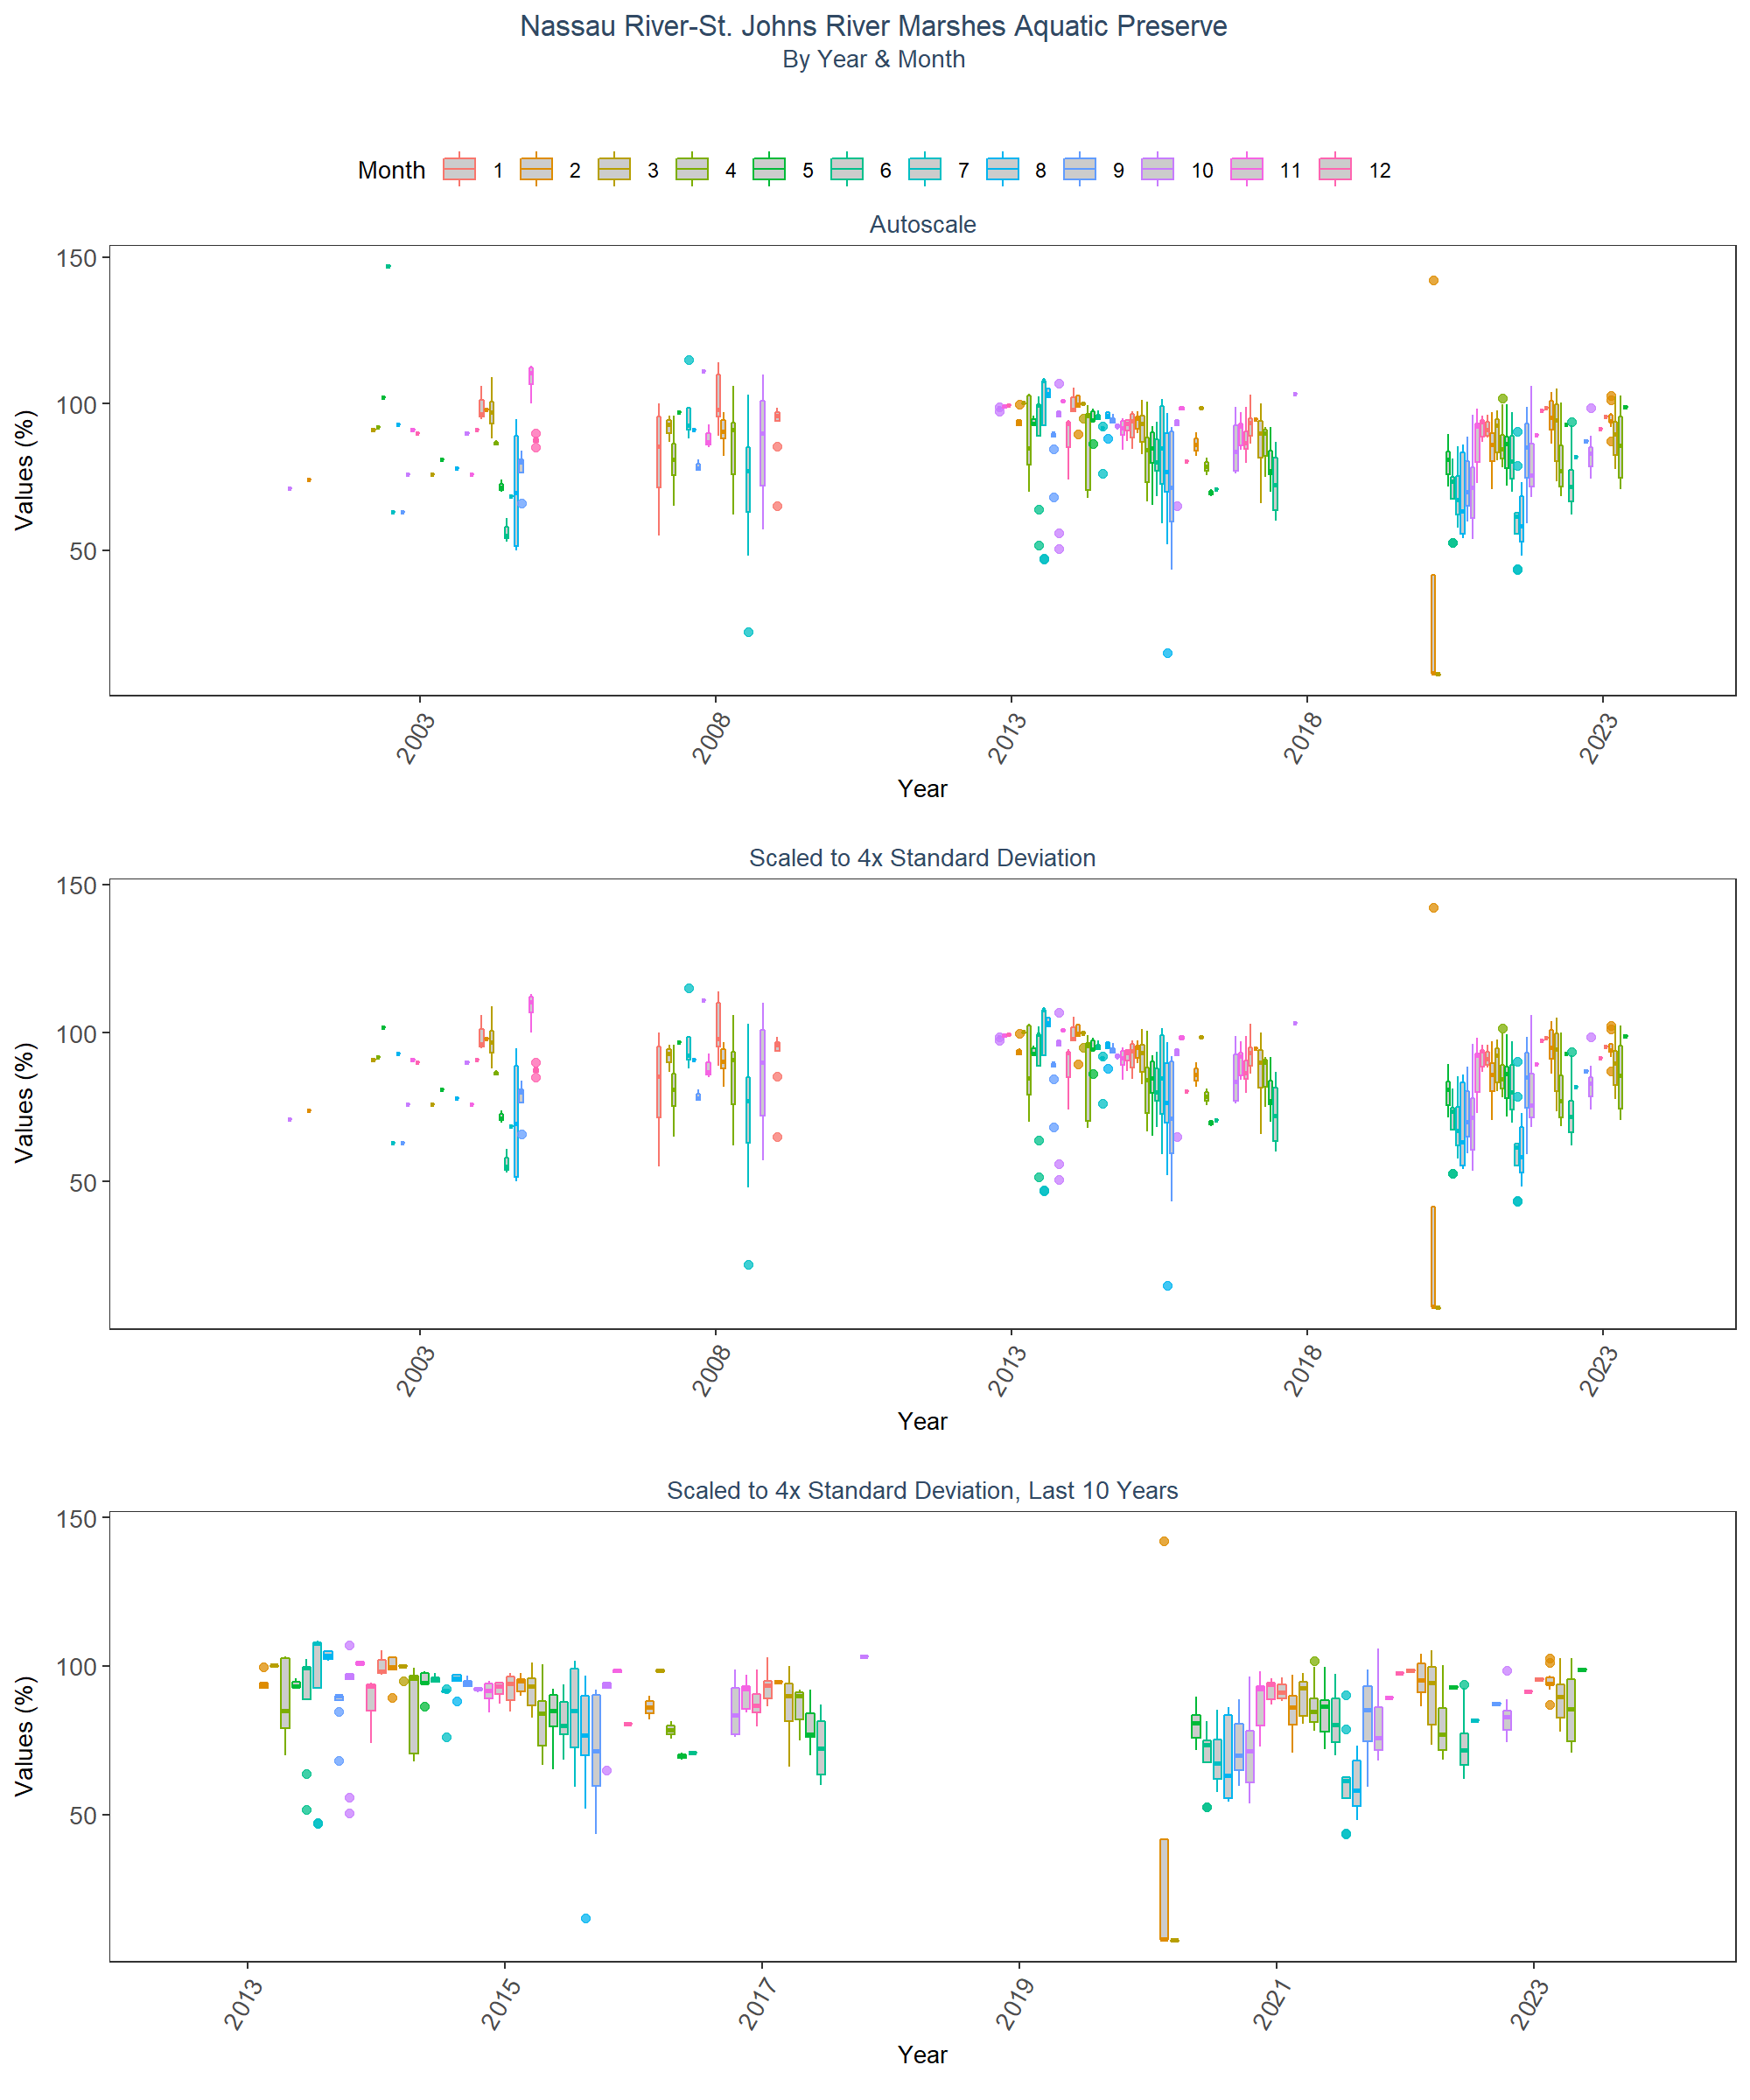 Nassau River-St. Johns River Marshes Aquatic Preserve
By Year & Month
Month 1 2 3 4 5 6 7 8 9 10 11 12
Autoscale
Values (%)
150
100
50
2003 2008 2013 2018 2023
Year
Scaled to 4x Standard Deviation
Values (%)
150
100
50
2003 2008 2013 2018 2023
Year
Scaled to 4x Standard Deviation, Last 10 Years
Values (%)
150
100
50
2013 2015 2017 2019 2021 2023
Year